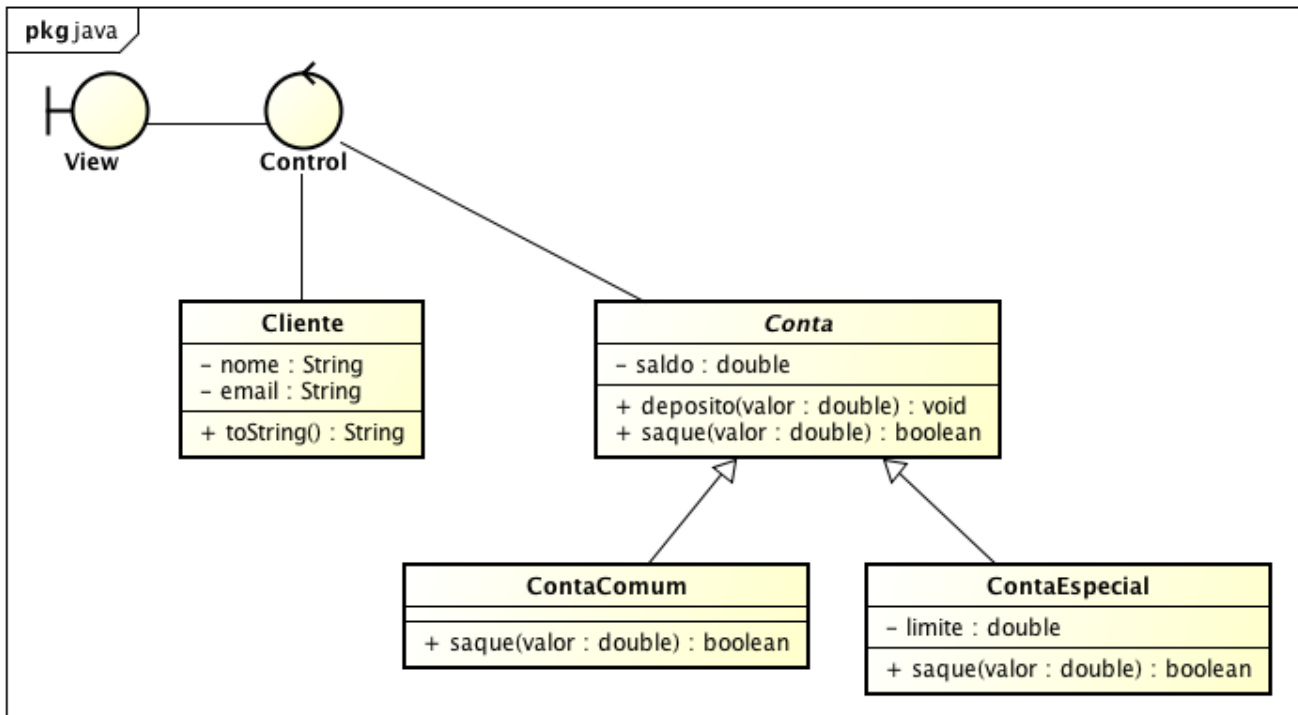 pkg java
View
Control
Cliente
– nome : String
– email : String
+ toString() : String
Conta
– saldo : double
+ deposito(valor : double) : void
+ saque(valor : double) : boolean
ContaComum
+ saque(valor : double) : boolean
ContaEspecial
– limite : double
+ saque(valor : double) : boolean